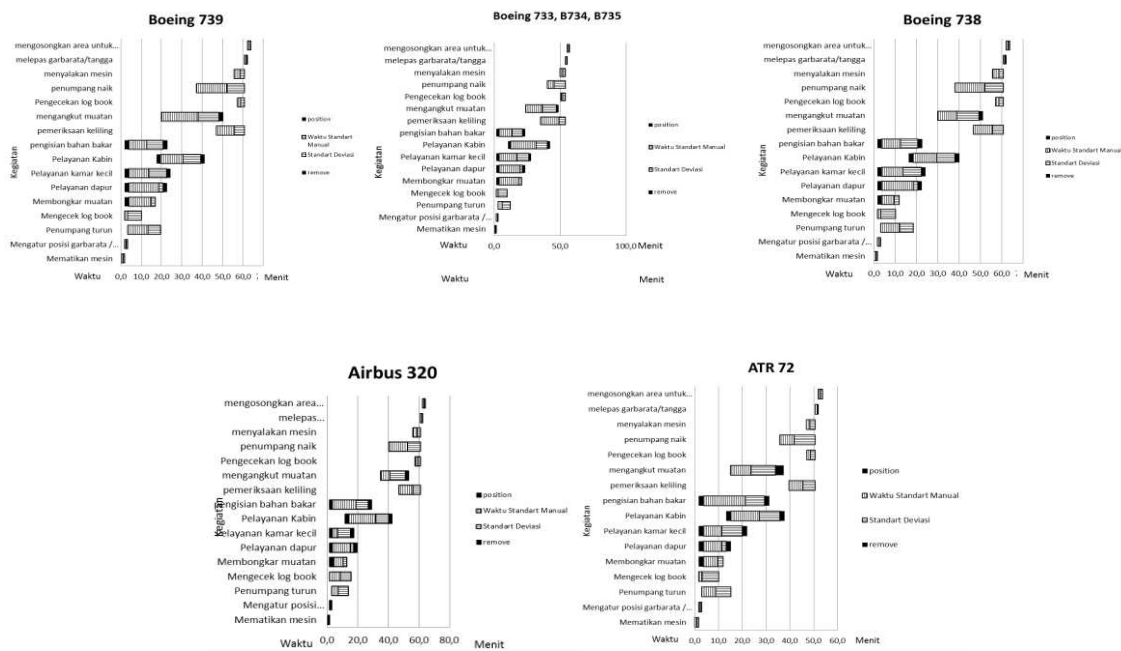 Boeing 739
mengosongkan area untuk...
melepas garbarata/tangga
menyalakan mesin
penumpang naik
Pengecekan log book
mengangkut muatan
pemeriksaan keliling
pengisian bahan bakar
Pelayanan Kabin
Pelayanan kamar kecil
Pelayanan dapur
Membongkar muatan
Mengecek log book
Penumpang turun
Mengatur posisi garbarata /...
Mematikan mesin
Kegiatan
0,0 10,0 20,0 30,0 40,0 50,0 60,0
Waktu
Menit
position
Waktu Standart
Manual
Standart Deviasi
remove
Boeing 733, B734, B735
mengosongkan area untuk...
melepas garbarata/tangga
menyalakan mesin
penumpang naik
Pengecekan log book
mengangkut muatan
pemeriksaan keliling
pengisian bahan bakar
Pelayanan Kabin
Pelayanan kamar kecil
Pelayanan dapur
Membongkar muatan
Mengecek log book
Penumpang turun
Mengatur posisi garbarata /...
Mematikan mesin
Kegiatan
0,0 50,0 100,0
Waktu
Menit
position
Waktu Standart Manual
Standart Deviasi
remove
Boeing 738
mengosongkan area untuk...
melepas garbarata/tangga
menyalakan mesin
penumpang naik
Pengecekan log book
mengangkut muatan
pemeriksaan keliling
pengisian bahan bakar
Pelayanan Kabin
Pelayanan kamar kecil
Pelayanan dapur
Membongkar muatan
Mengecek log book
Penumpang turun
Mengatur posisi garbarata /...
Mematikan mesin
Kegiatan
0,0 10,0 20,0 30,0 40,0 50,0 60,0
Waktu
Menit
position
Waktu Standart
Manual
Standart Deviasi
remove
Airbus 320
mengosongkan area...
melepas...
menyalakan mesin
penumpang naik
Pengecekan log book
mengangkut muatan
pemeriksaan keliling
pengisian bahan bakar
Pelayanan Kabin
Pelayanan kamar kecil
Pelayanan dapur
Membongkar muatan
Mengecek log book
Penumpang turun
Mengatur posisi...
Mematikan mesin
Kegiatan
0,0 20,0 40,0 60,0 80,0
Waktu
Menit
position
Waktu Standart Manual
Standart Deviasi
remove
ATR 72
mengosongkan area untuk...
melepas garbarata/tangga
menyalakan mesin
penumpang naik
Pengecekan log book
mengangkut muatan
pemeriksaan keliling
pengisian bahan bakar
Pelayanan Kabin
Pelayanan kamar kecil
Pelayanan dapur
Membongkar muatan
Mengecek log book
Penumpang turun
Mengatur posisi garbarata /...
Mematikan mesin
Kegiatan
0,0 10,0 20,0 30,0 40,0 50,0 60,0
Waktu
Menit
position
Waktu Standart Manual
Standart Deviasi
remove